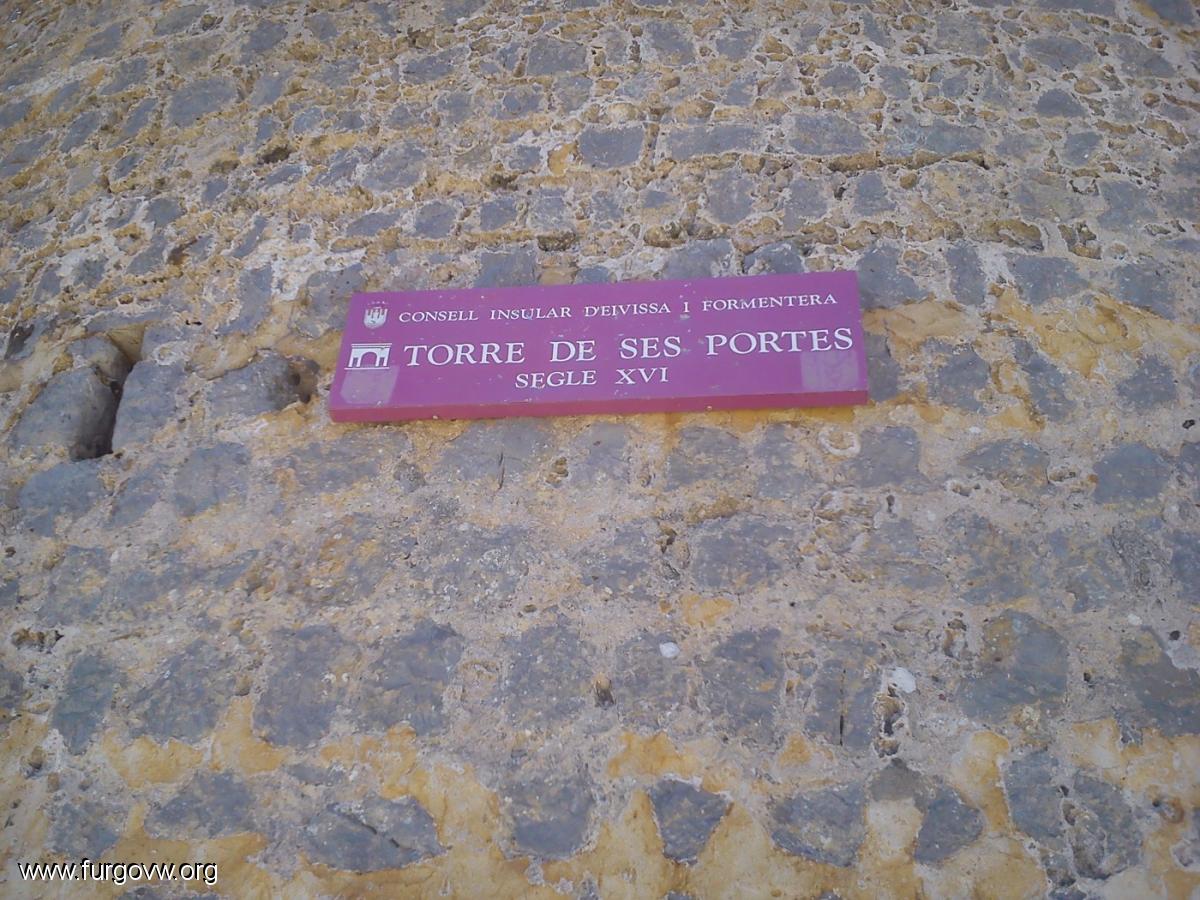 CONSELL INSULAR D'EIVISSA I FORMENTERA
TORRE DE SES PORTES
SEGLE XVI
www.furgovw.org